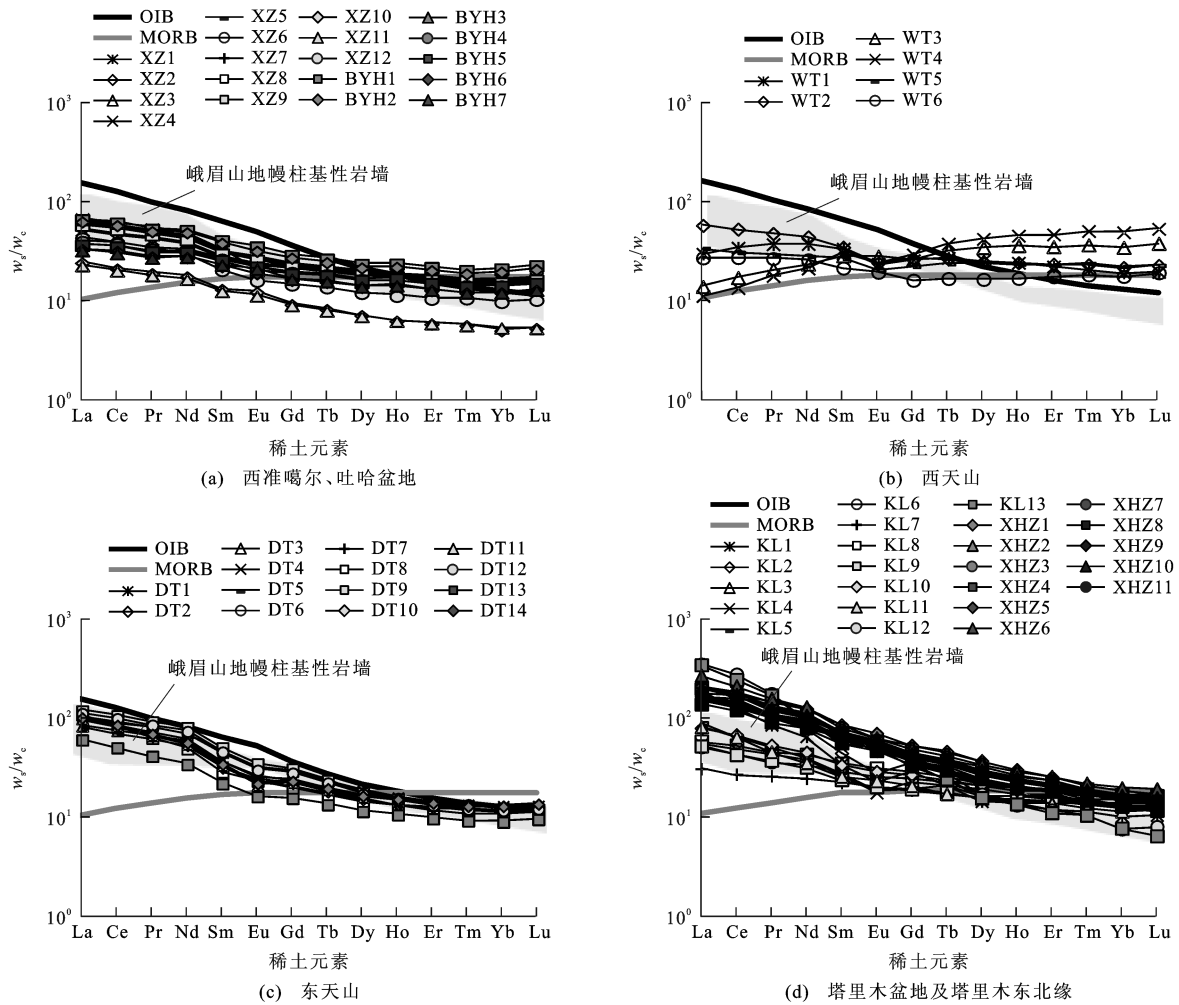 OIB XZ5 XZ10 BYH3
MORB XZ6 XZ11 BYH4
XZ1 XZ7 XZ12 BYH5
XZ2 XZ8 BYH1 BYH6
XZ3 XZ9 BYH2 BYH7
XZ4
10³
10²
10¹
10⁰
ws/wc
峨眉山地幔柱基性岩墙
La Ce Pr Nd Sm Eu Gd Tb Dy Ho Er Tm Yb Lu
稀土元素
(a) 西准噶尔、吐哈盆地
OIB WT3
MORB WT4
WT1 WT5
WT2 WT6
10³
10²
10¹
10⁰
ws/wc
峨眉山地幔柱基性岩墙
Ce Pr Nd Sm Eu Gd Tb Dy Ho Er Tm Yb Lu
稀土元素
(b) 西天山
OIB DT3 DT7 DT11
MORB DT4 DT8 DT12
DT1 DT5 DT9 DT13
DT2 DT6 DT10 DT14
10³
10²
10¹
10⁰
ws/wc
峨眉山地幔柱基性岩墙
La Ce Pr Nd Sm Eu Gd Tb Dy Ho Er Tm Yb Lu
稀土元素
(c) 东天山
OIB KL6 KL13 XHZ7
MORB KL7 XHZ1 XHZ8
KL1 KL8 XHZ2 XHZ9
KL2 KL9 XHZ3 XHZ10
KL3 KL10 XHZ4 XHZ11
KL4 KL11 XHZ5
KL5 KL12 XHZ6
10³
10²
10¹
10⁰
ws/wc
峨眉山地幔柱基性岩墙
La Ce Pr Nd Sm Eu Gd Tb Dy Ho Er Tm Yb Lu
稀土元素
(d) 塔里木盆地及塔里木东北缘